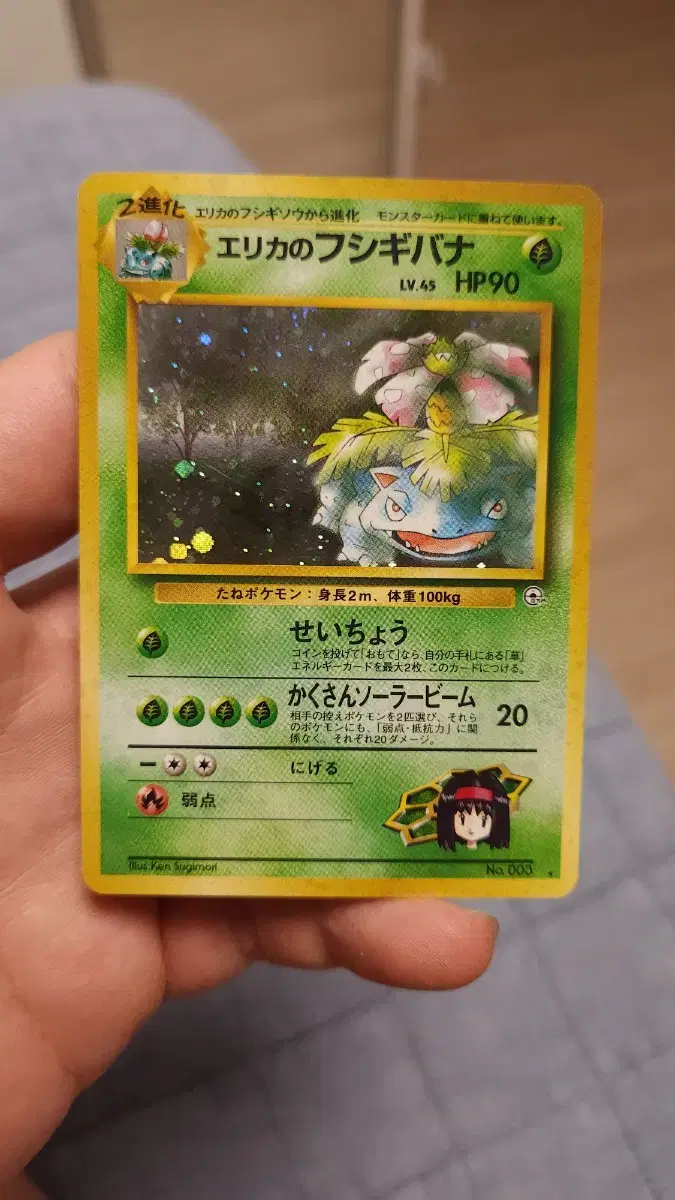 2進化 エリカのフシギソウから進化 モンスターカードに重ねて使います。
エリカのフシギバナ
LV.45 HP90
たねポケモン：身長2m、体重100kg
せいちょう
コインを投げて「おもて」なら、自分の手札にある「草」
エネルギーカードを最大2枚、このカードにつける。
かくさんソーラービーム 20
相手の控えポケモンを2匹選び、それら
のポケモンにも、「弱点・抵抗力」に関
係なく、それぞれ20ダメージ。
ー にげる
弱点
Illus.Ken Sugimori No. 003